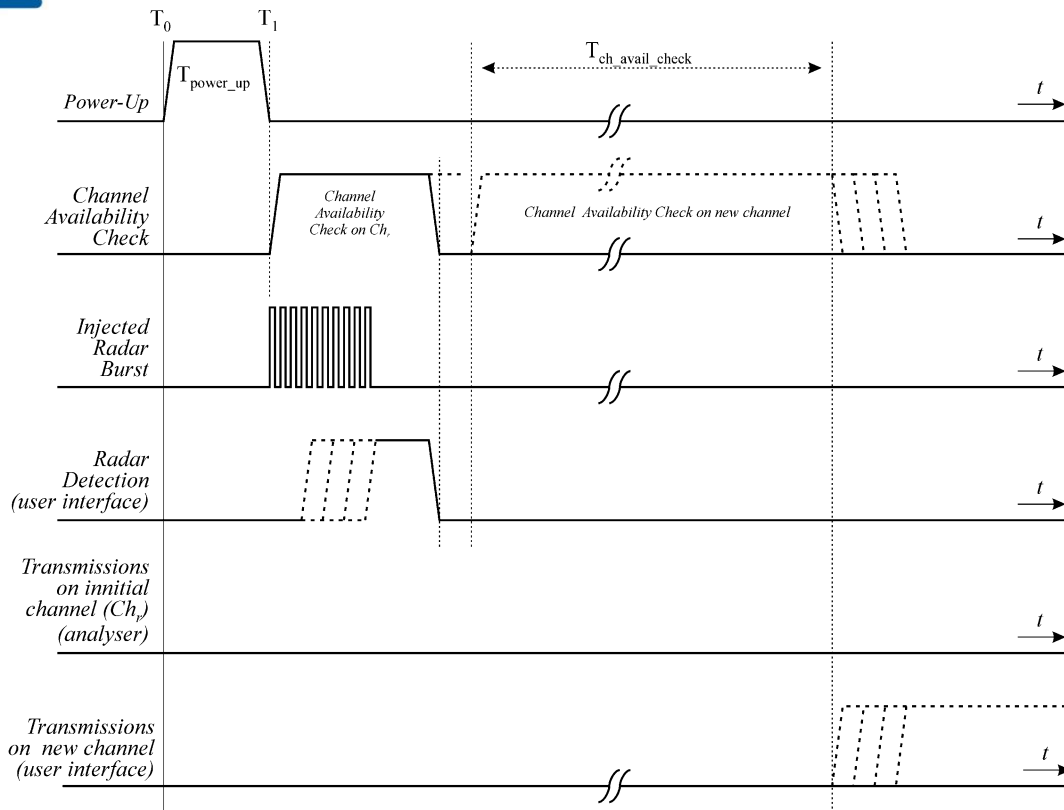 T0 T1
Tch_avail_check
Tpower_up
Power-Up
t
Channel
Availability
Check
Channel
Availability
Check on Chr
Channel Availability Check on new channel
t
Injected
Radar
Burst
t
Radar
Detection
(user interface)
t
Transmissions
on innitial
channel (Chr)
(analyser)
t
Transmissions
on new channel
(user interface)
t